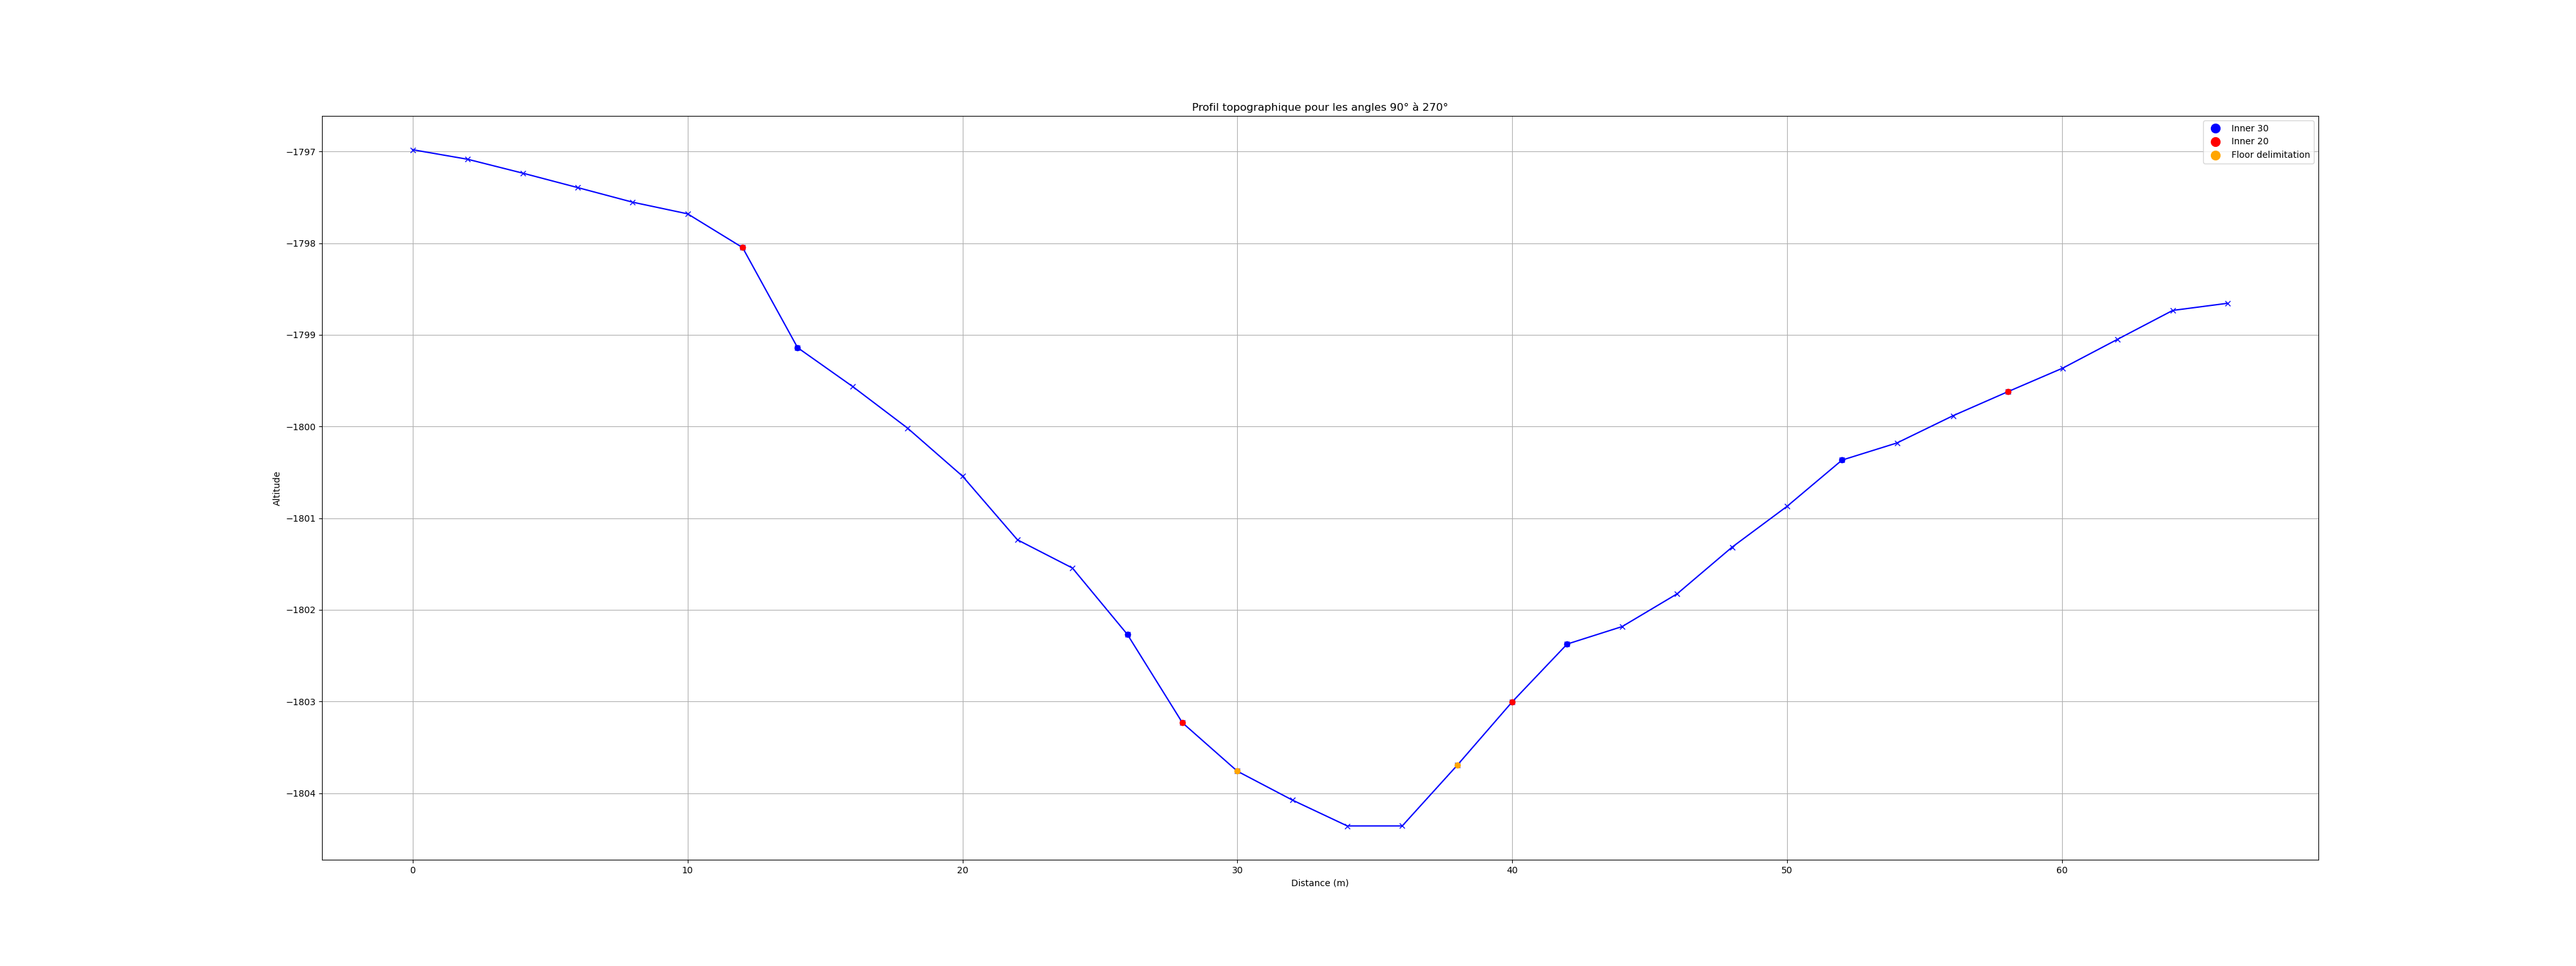 Profil topographique pour les angles 90° à 270°
Inner 30
Inner 20
Floor delimitation
−1797
−1798
−1799
−1800
−1801
−1802
−1803
−1804
Altitude
0 10 20 30 40 50 60
Distance (m)